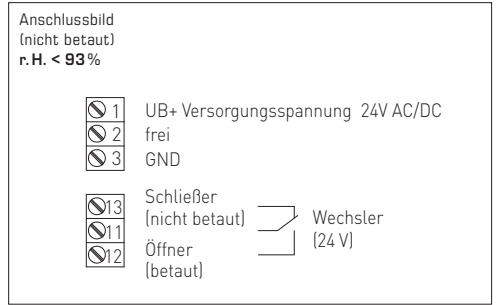 Anschlussbild
(nicht betaut)
r. H. < 93 %
1 UB+ Versorgungsspannung 24V AC/DC
2 frei
3 GND
13 Schließer
(nicht betaut)
11
Wechsler
(24 V)
12 Öffner
(betaut)